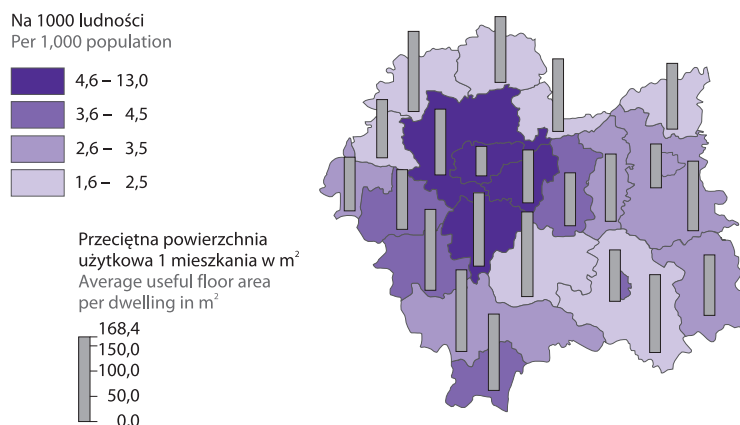 Na 1000 ludności
Per 1,000 population
4,6 – 13,0
3,6 – 4,5
2,6 – 3,5
1,6 – 2,5
Przeciętna powierzchnia
użytkowa 1 mieszkania w m²
Average useful floor area
per dwelling in m²
168,4
150,0
100,0
50,0
0,0